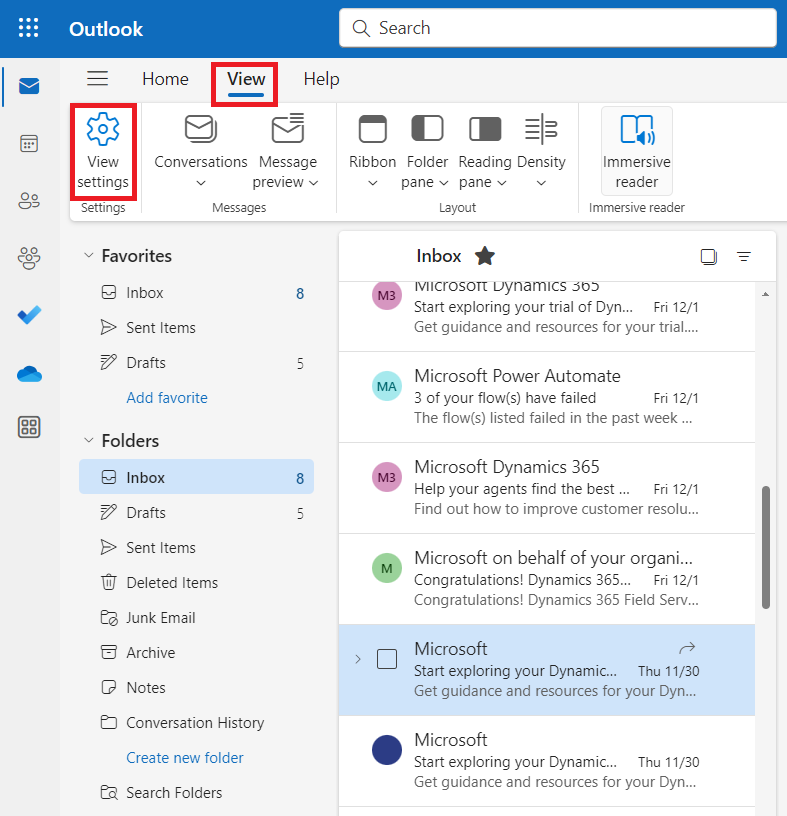 Outlook
Search
Home
View
Help
View
settings
Settings
Conversations
Message
preview
Messages
Ribbon
Folder
pane
Reading
pane
Density
Layout
Immersive
reader
Immersive reader
Favorites
Inbox 8
Sent Items
Drafts 5
Add favorite
Folders
Inbox 8
Drafts 5
Sent Items
Deleted Items
Junk Email
Archive
Notes
Conversation History
Create new folder
Search Folders
Inbox
M3
Microsoft Dynamics 365
Start exploring your trial of Dyn... Fri 12/1
Get guidance and resources for your trial....
MA
Microsoft Power Automate
3 of your flow(s) have failed Fri 12/1
The flow(s) listed failed in the past week ...
M3
Microsoft Dynamics 365
Help your agents find the best ... Fri 12/1
Find out how to improve customer resolu...
M
Microsoft on behalf of your organi...
Congratulations! Dynamics 365... Fri 12/1
Congratulations! Dynamics 365 Field Serv...
Microsoft
Start exploring your Dynamic... Thu 11/30
Get guidance and resources for your Dyn...
Microsoft
Start exploring your Dynamic... Thu 11/30
Get guidance and resources for your Dyn...